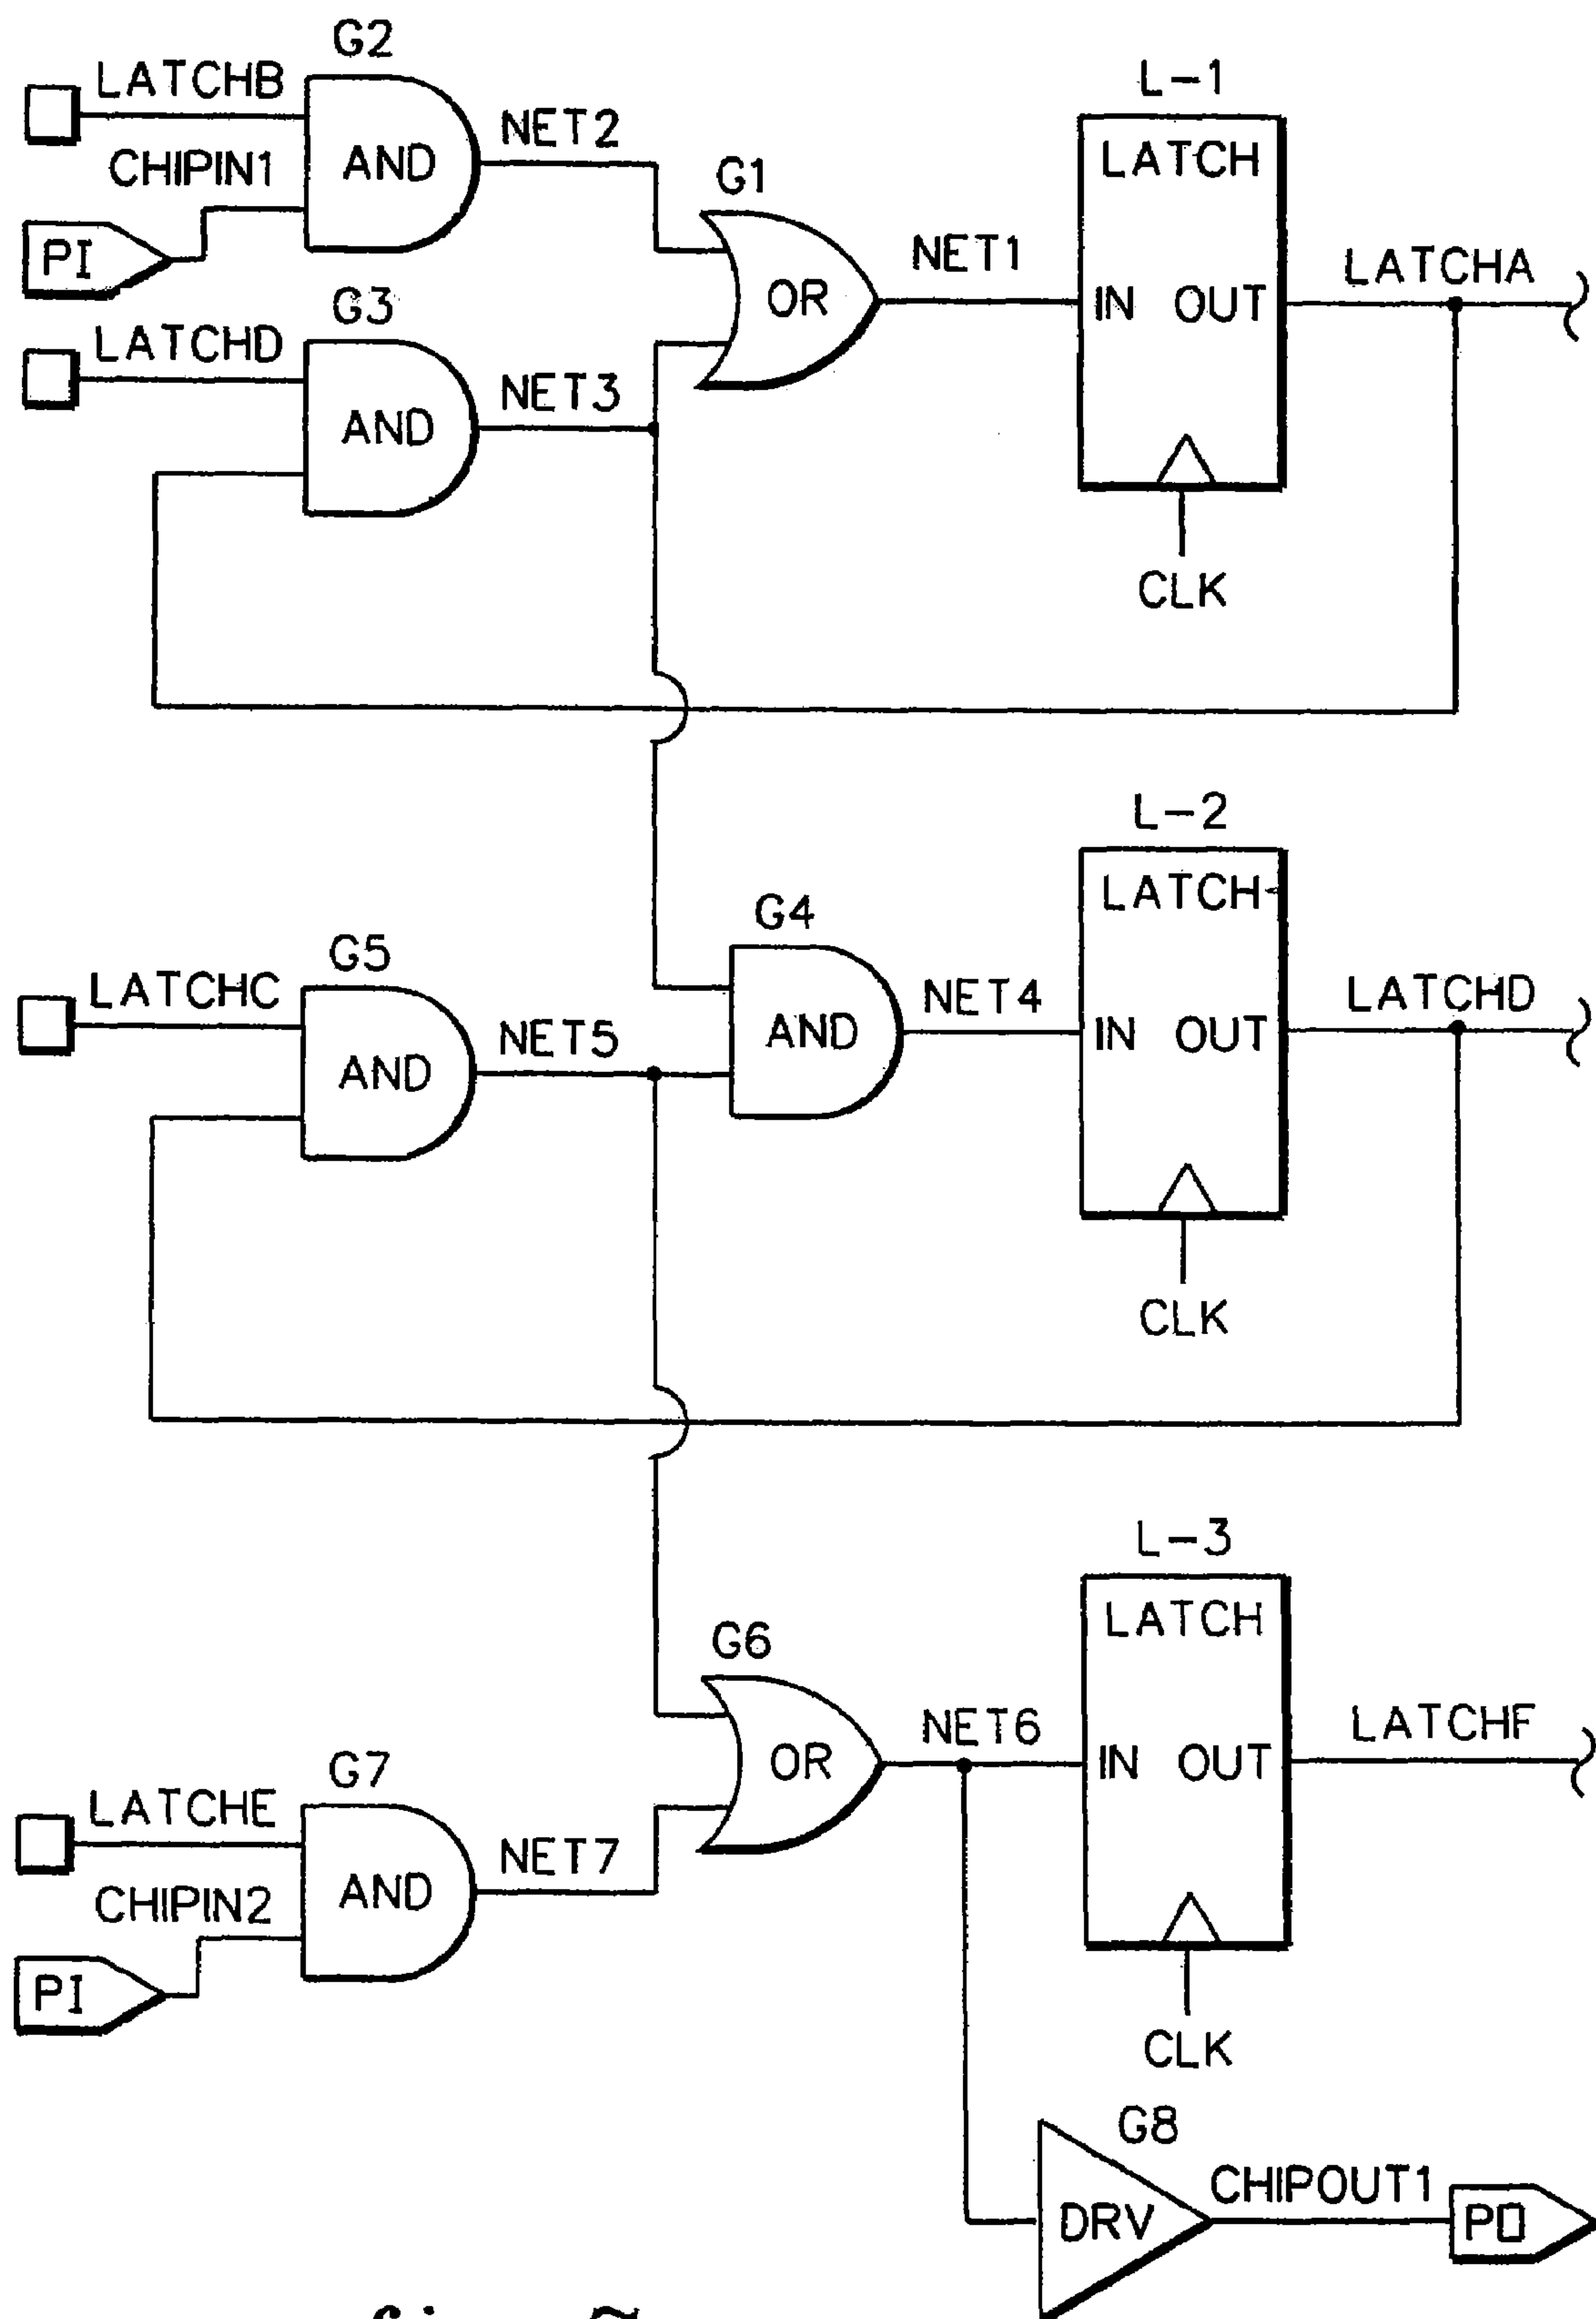 G2
LATCHB
AND
NET2
CHIPIN1
PI
G1
OR
NET1
L-1
LATCH
IN OUT
LATCHA
CLK
G3
LATCHD
AND
NET3
L-2
LATCH
IN OUT
LATCHD
CLK
G4
AND
NET4
G5
LATCHC
AND
NET5
L-3
LATCH
IN OUT
LATCHF
CLK
G6
OR
NET6
G7
LATCHE
AND
NET7
CHIPIN2
PI
G8
DRV
CHIPOUT1
PO